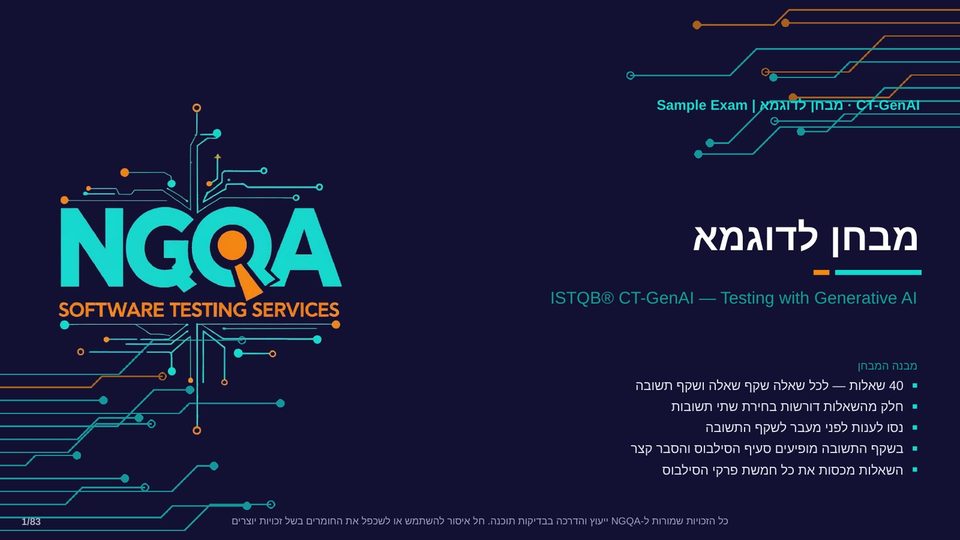 CT-GenAI · מבחן לדוגמא | Sample Exam
NGQA
SOFTWARE TESTING SERVICES
מבחן לדוגמא
ISTQB® CT-GenAI — Testing with Generative AI
מבנה המבחן
40 שאלות — לכל שאלה שקף שאלה ושקף תשובה
חלק מהשאלות דורשות בחירת שתי תשובות
נסו לענות לפני מעבר לשקף התשובה
בשקף התשובה מופיעים סעיף הסילבוס והסבר קצר
השאלות מכסות את כל חמשת פרקי הסילבוס
כל הזכויות שמורות ל-NGQA ייעוץ והדרכה בבדיקות תוכנה. חל איסור להשתמש או לשכפל את החומרים בשל זכויות יוצרים
1/83